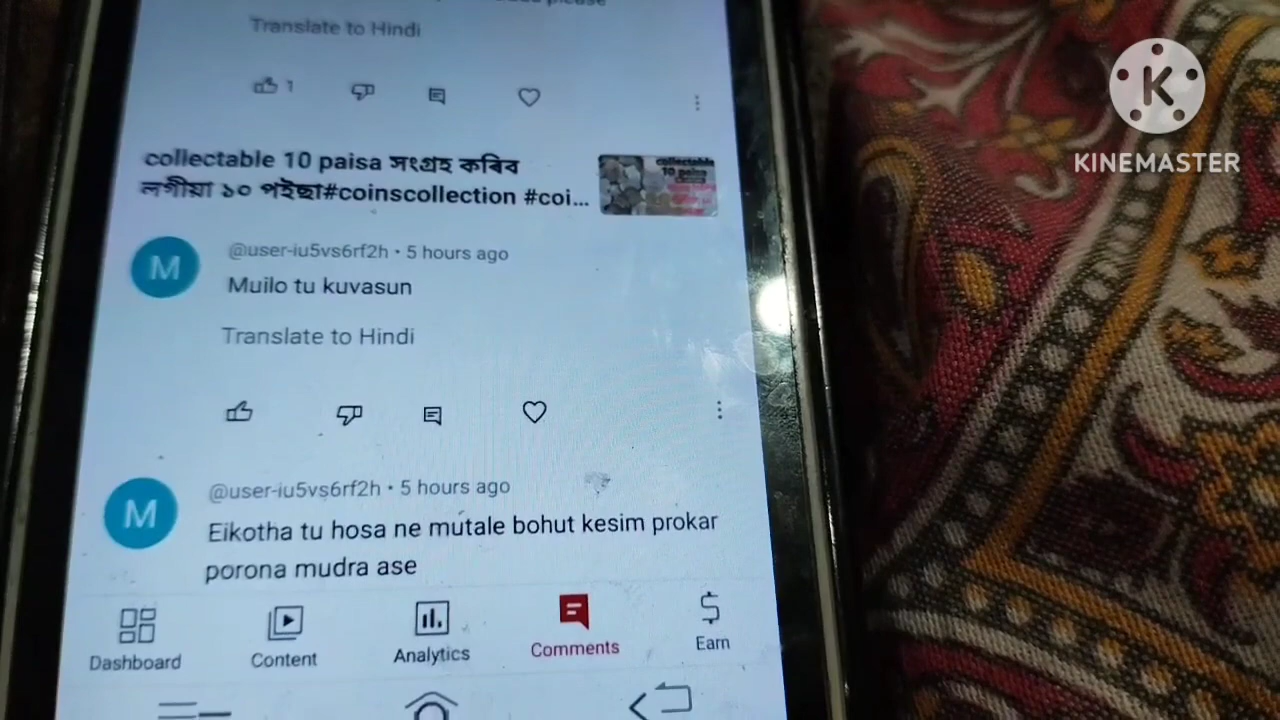 Translate to Hindi
1
collectable 10 paisa সংগ্ৰহ কৰিব
লগীয়া ১০ পইছা#coinscollection #coi...
collectable
10 paisa
@user-iu5vs6rf2h • 5 hours ago
M
Muilo tu kuvasun
Translate to Hindi
@user-iu5vs6rf2h • 5 hours ago
M
Eikotha tu hosa ne mutale bohut kesim prokar
porona mudra ase
Dashboard
Content
Analytics
Comments
Earn
K
KINEMASTER